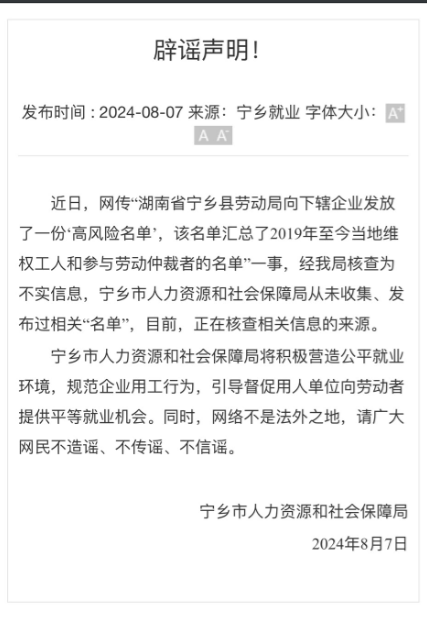 辟谣声明！
发布时间 : 2024-08-07 来源： 宁乡就业 字体大小： A+
A A-
近日，网传“湖南省宁乡县劳动局向下辖企业发放
了一份‘高风险名单’，该名单汇总了2019年至今当地维
权工人和参与劳动仲裁者的名单”一事，经我局核查为
不实信息，宁乡市人力资源和社会保障局从未收集、发
布过相关“名单”，目前，正在核查相关信息的来源。
宁乡市人力资源和社会保障局将积极营造公平就业
环境，规范企业用工行为，引导督促用人单位向劳动者
提供平等就业机会。同时，网络不是法外之地，请广大
网民不造谣、不传谣、不信谣。
宁乡市人力资源和社会保障局
2024年8月7日